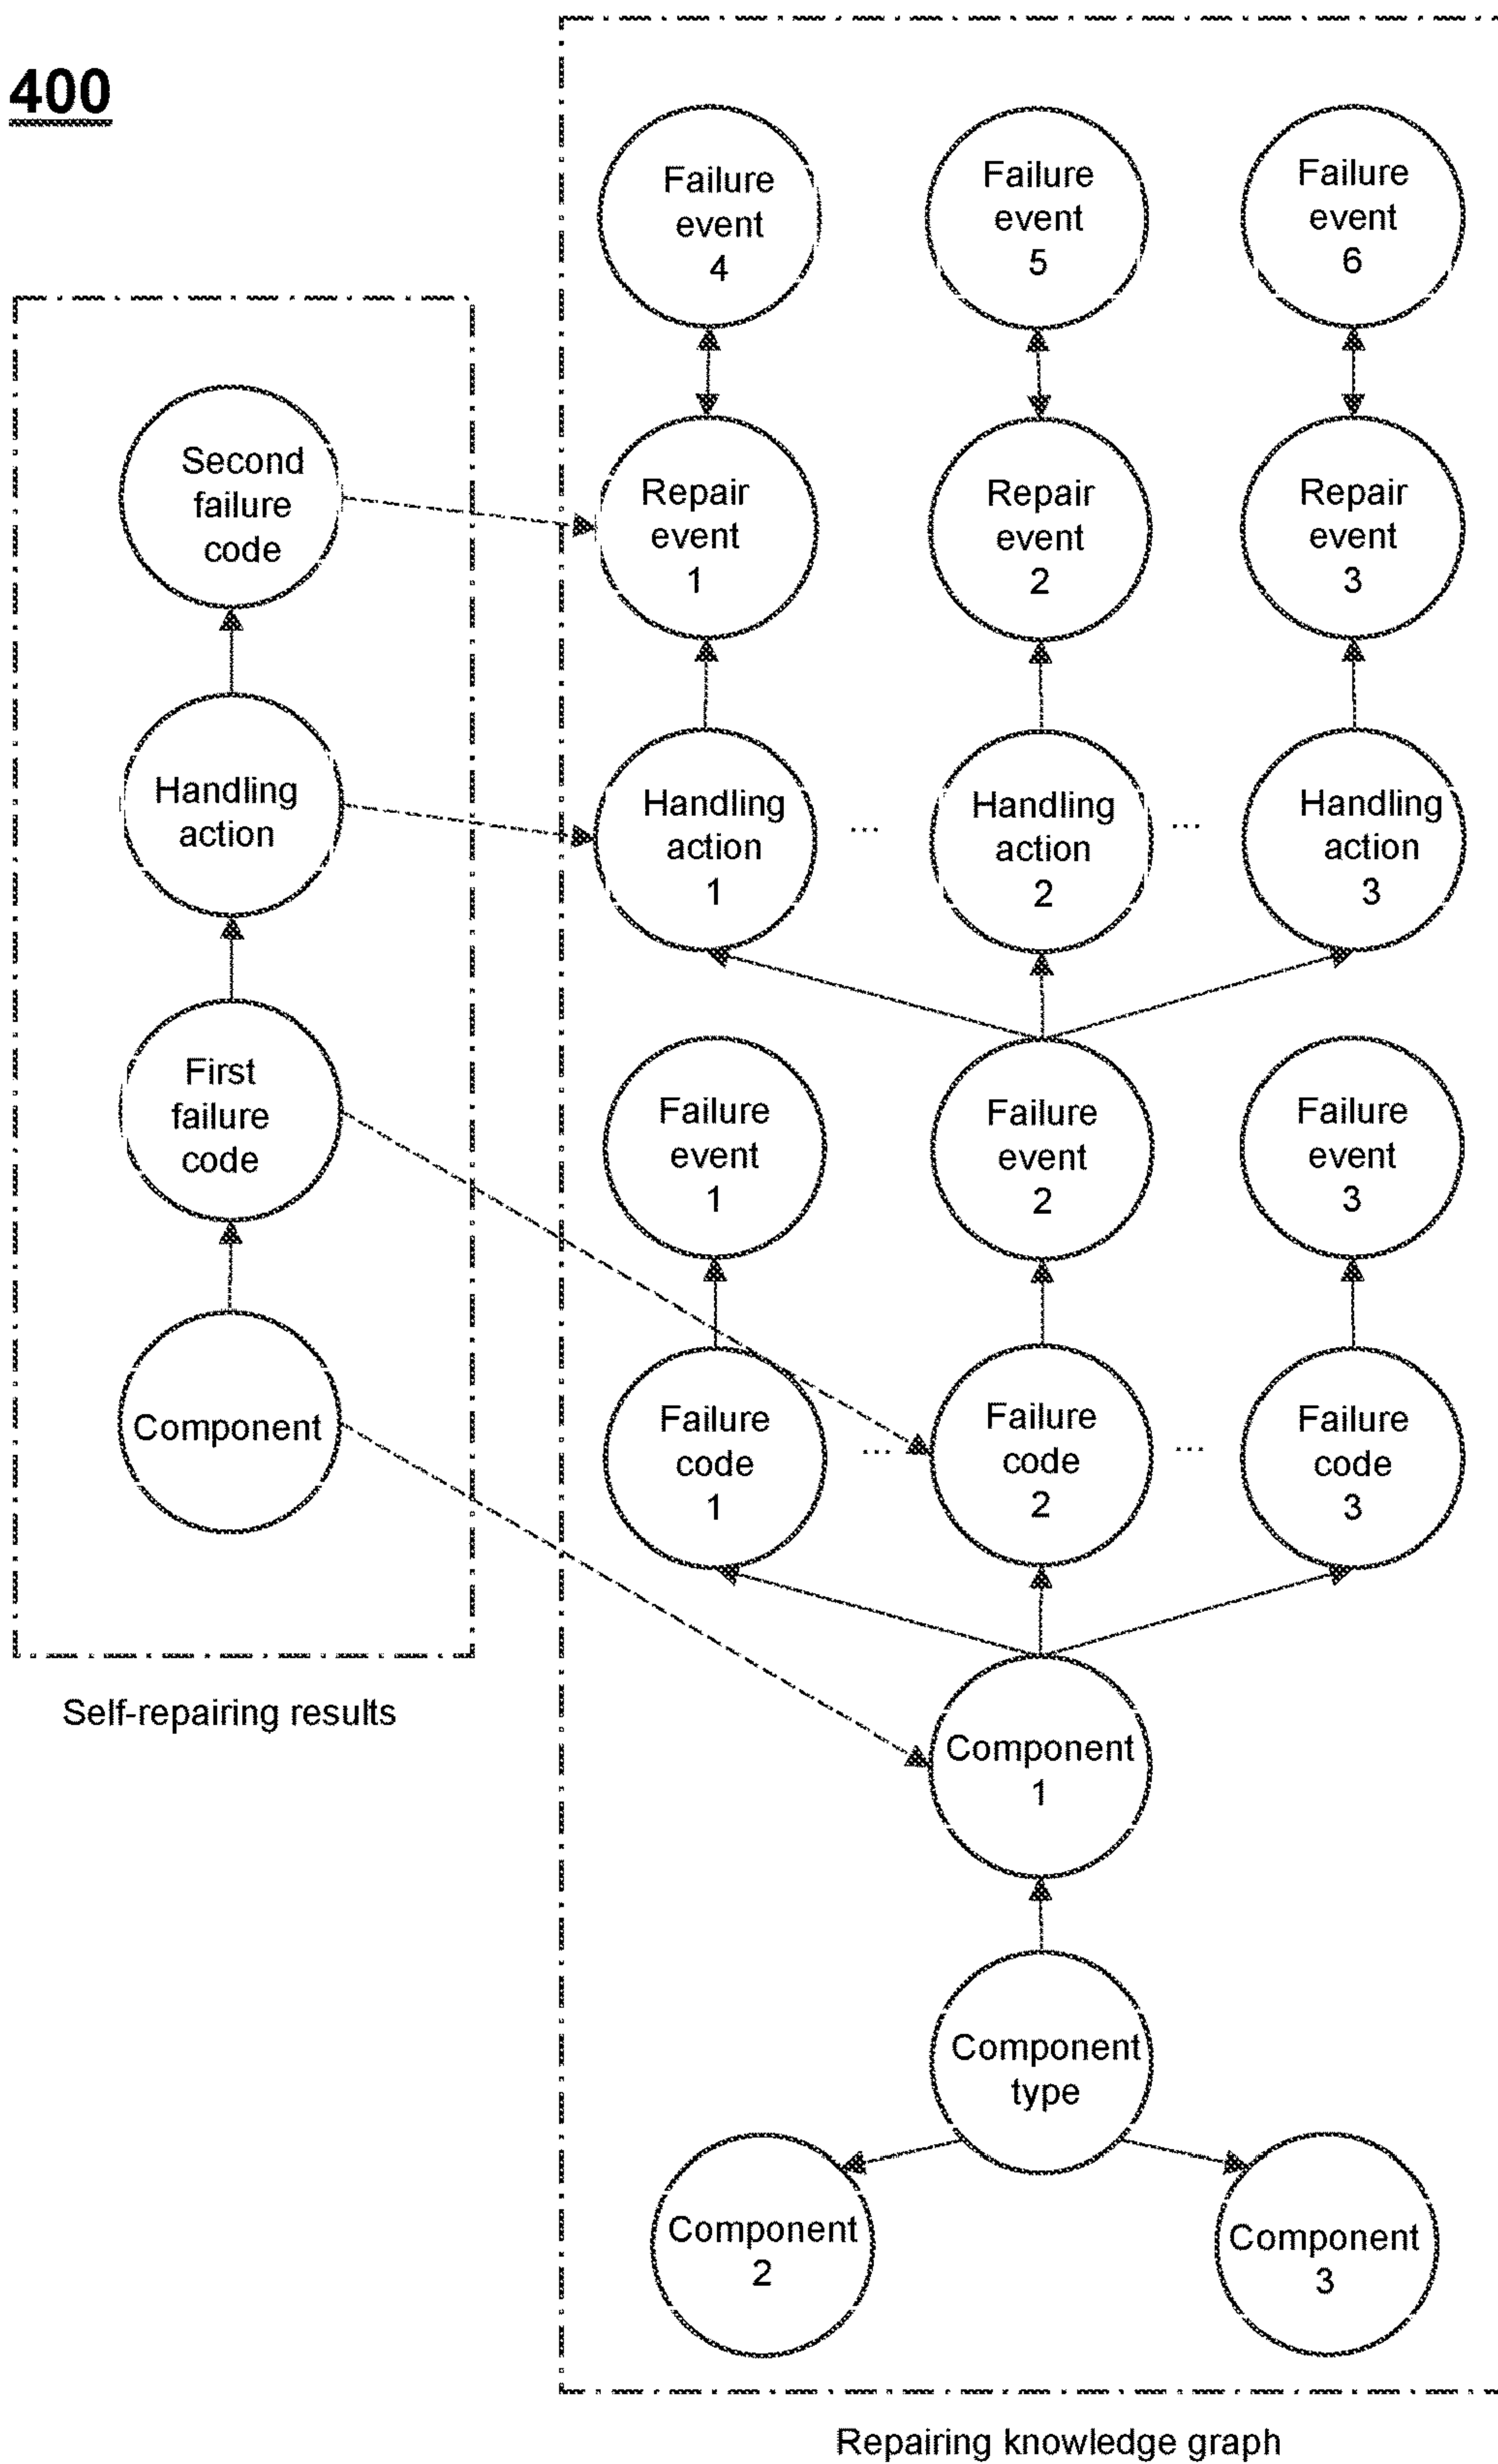 400
Failure
event
4
Failure
event
5
Failure
event
6
Second
failure
code
Repair
event
1
Repair
event
2
Repair
event
3
Handling
action
Handling
action
1
...
Handling
action
2
...
Handling
action
3
First
failure
code
Failure
event
1
Failure
event
2
Failure
event
3
Component
Failure
code
1
...
Failure
code
2
...
Failure
code
3
Self-repairing results
Component
1
Component
type
Component
2
Component
3
Repairing knowledge graph